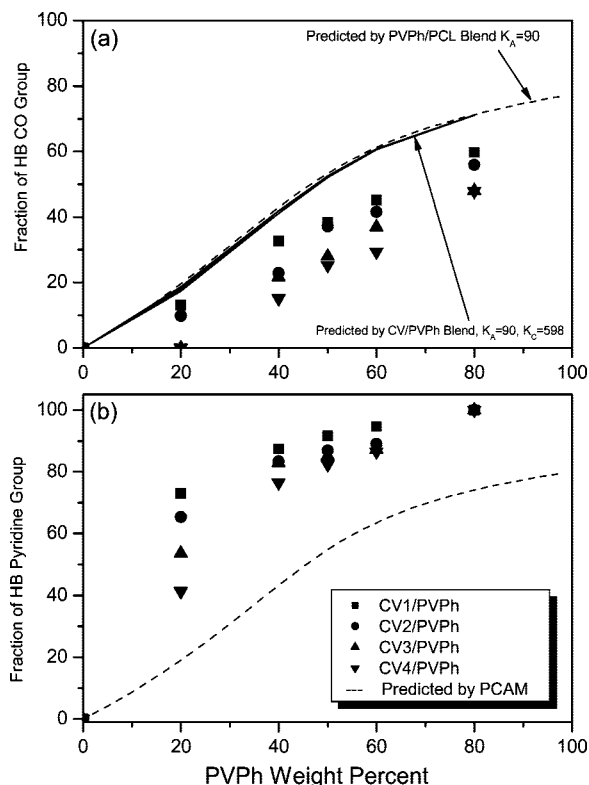 100
(a)
Predicted by PVPh/PCL Blend K_A=90
80
60
40
20
0
Fraction of HB CO Group
Predicted by CV/PVPh Blend, K_A=90, K_C=598
0 20 40 60 80 100
(b)
100
80
60
40
20
0
Fraction of HB Pyridine Group
CV1/PVPh
CV2/PVPh
CV3/PVPh
CV4/PVPh
Predicted by PCAM
0 20 40 60 80 100
PVPh Weight Percent